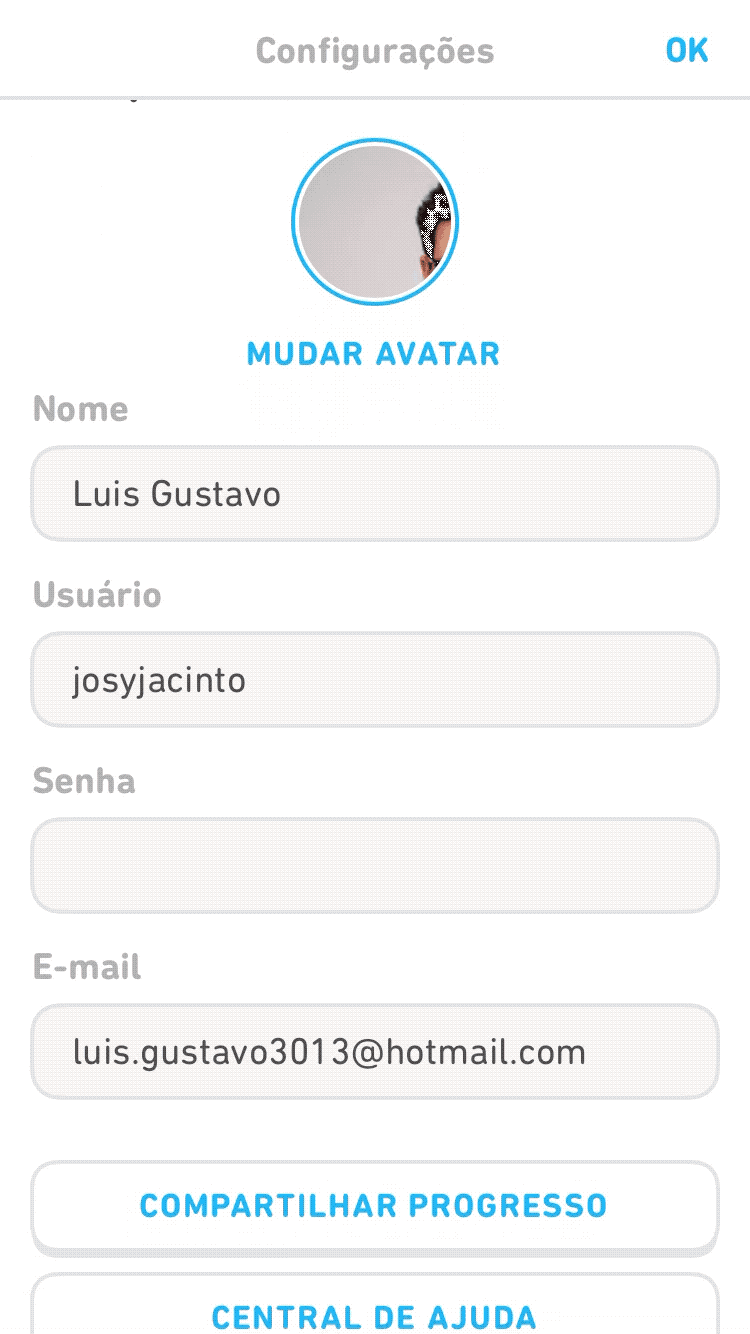 Configurações
OK
MUDAR AVATAR
Nome
Luis Gustavo
Usuário
josyjacinto
Senha
E-mail
luis.gustavo3013@hotmail.com
COMPARTILHAR PROGRESSO
CENTRAL DE AJUDA